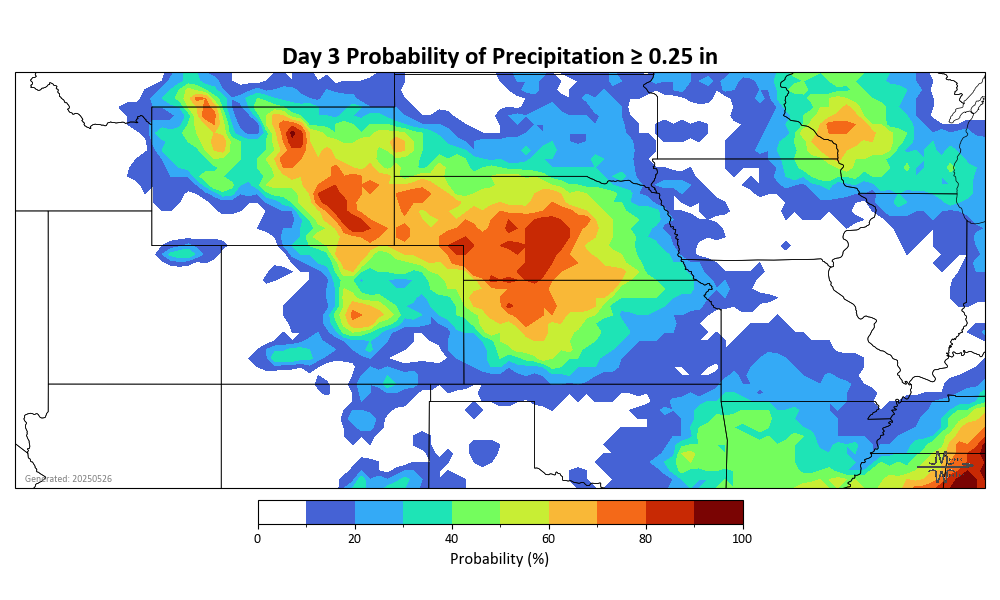 Day 3 Probability of Precipitation ≥ 0.25 in
Generated: 20250526
0 20 40 60 80 100
Probability (%)